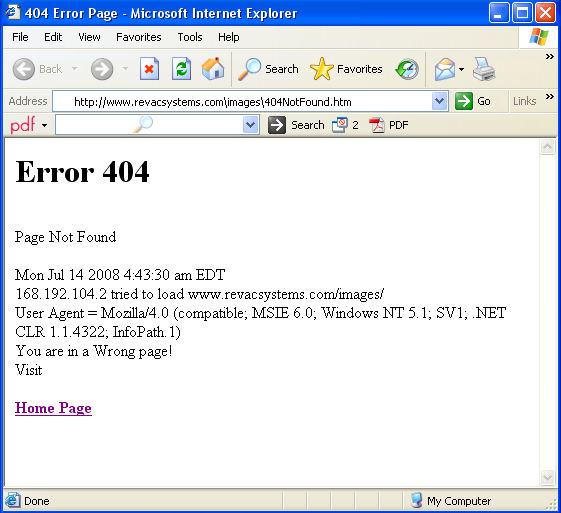 404 Error Page - Microsoft Internet Explorer
File Edit View Favorites Tools Help
Back Search Favorites »
Address http://www.revacsystems.com\images\404NotFound.htm Go Links »
pdf Search 2 PDF
Error 404
Page Not Found
Mon Jul 14 2008 4:43:30 am EDT
168.192.104.2 tried to load www.revacsystems.com/images/
User Agent = Mozilla/4.0 (compatible; MSIE 6.0; Windows NT 5.1; SV1; .NET
CLR 1.1.4322; InfoPath.1)
You are in a Wrong page!
Visit
Home Page
Done My Computer